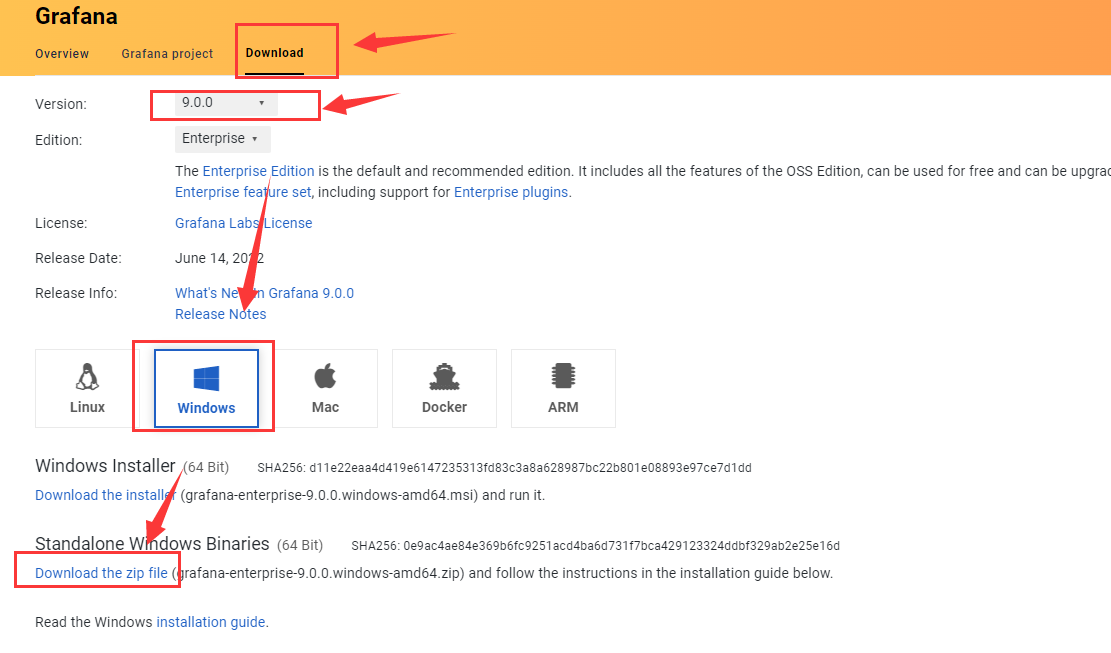 Grafana
Overview Grafana project Download
Version: 9.0.0
Edition: Enterprise
The Enterprise Edition is the default and recommended edition. It includes all the features of the OSS Edition, can be used for free and can be
Enterprise feature set, including support for Enterprise plugins.
License: Grafana Labs License
Release Date: June 14, 2022
Release Info: What's New In Grafana 9.0.0
Release Notes
Linux Windows Mac Docker ARM
Windows Installer (64 Bit) SHA256: d11e22eaa4d419e6147235313fd83c3a8a628987bc22b801e08893e97ce7d1dd
Download the installer (grafana-enterprise-9.0.0.windows-amd64.msi) and run it.
Standalone Windows Binaries (64 Bit) SHA256: 0e9ac4ae84e369b6fc9251acd4ba6d731f7bca429123324ddbf329ab2e25e16d
Download the zip file (grafana-enterprise-9.0.0.windows-amd64.zip) and follow the instructions in the installation guide below.
Read the Windows installation guide.